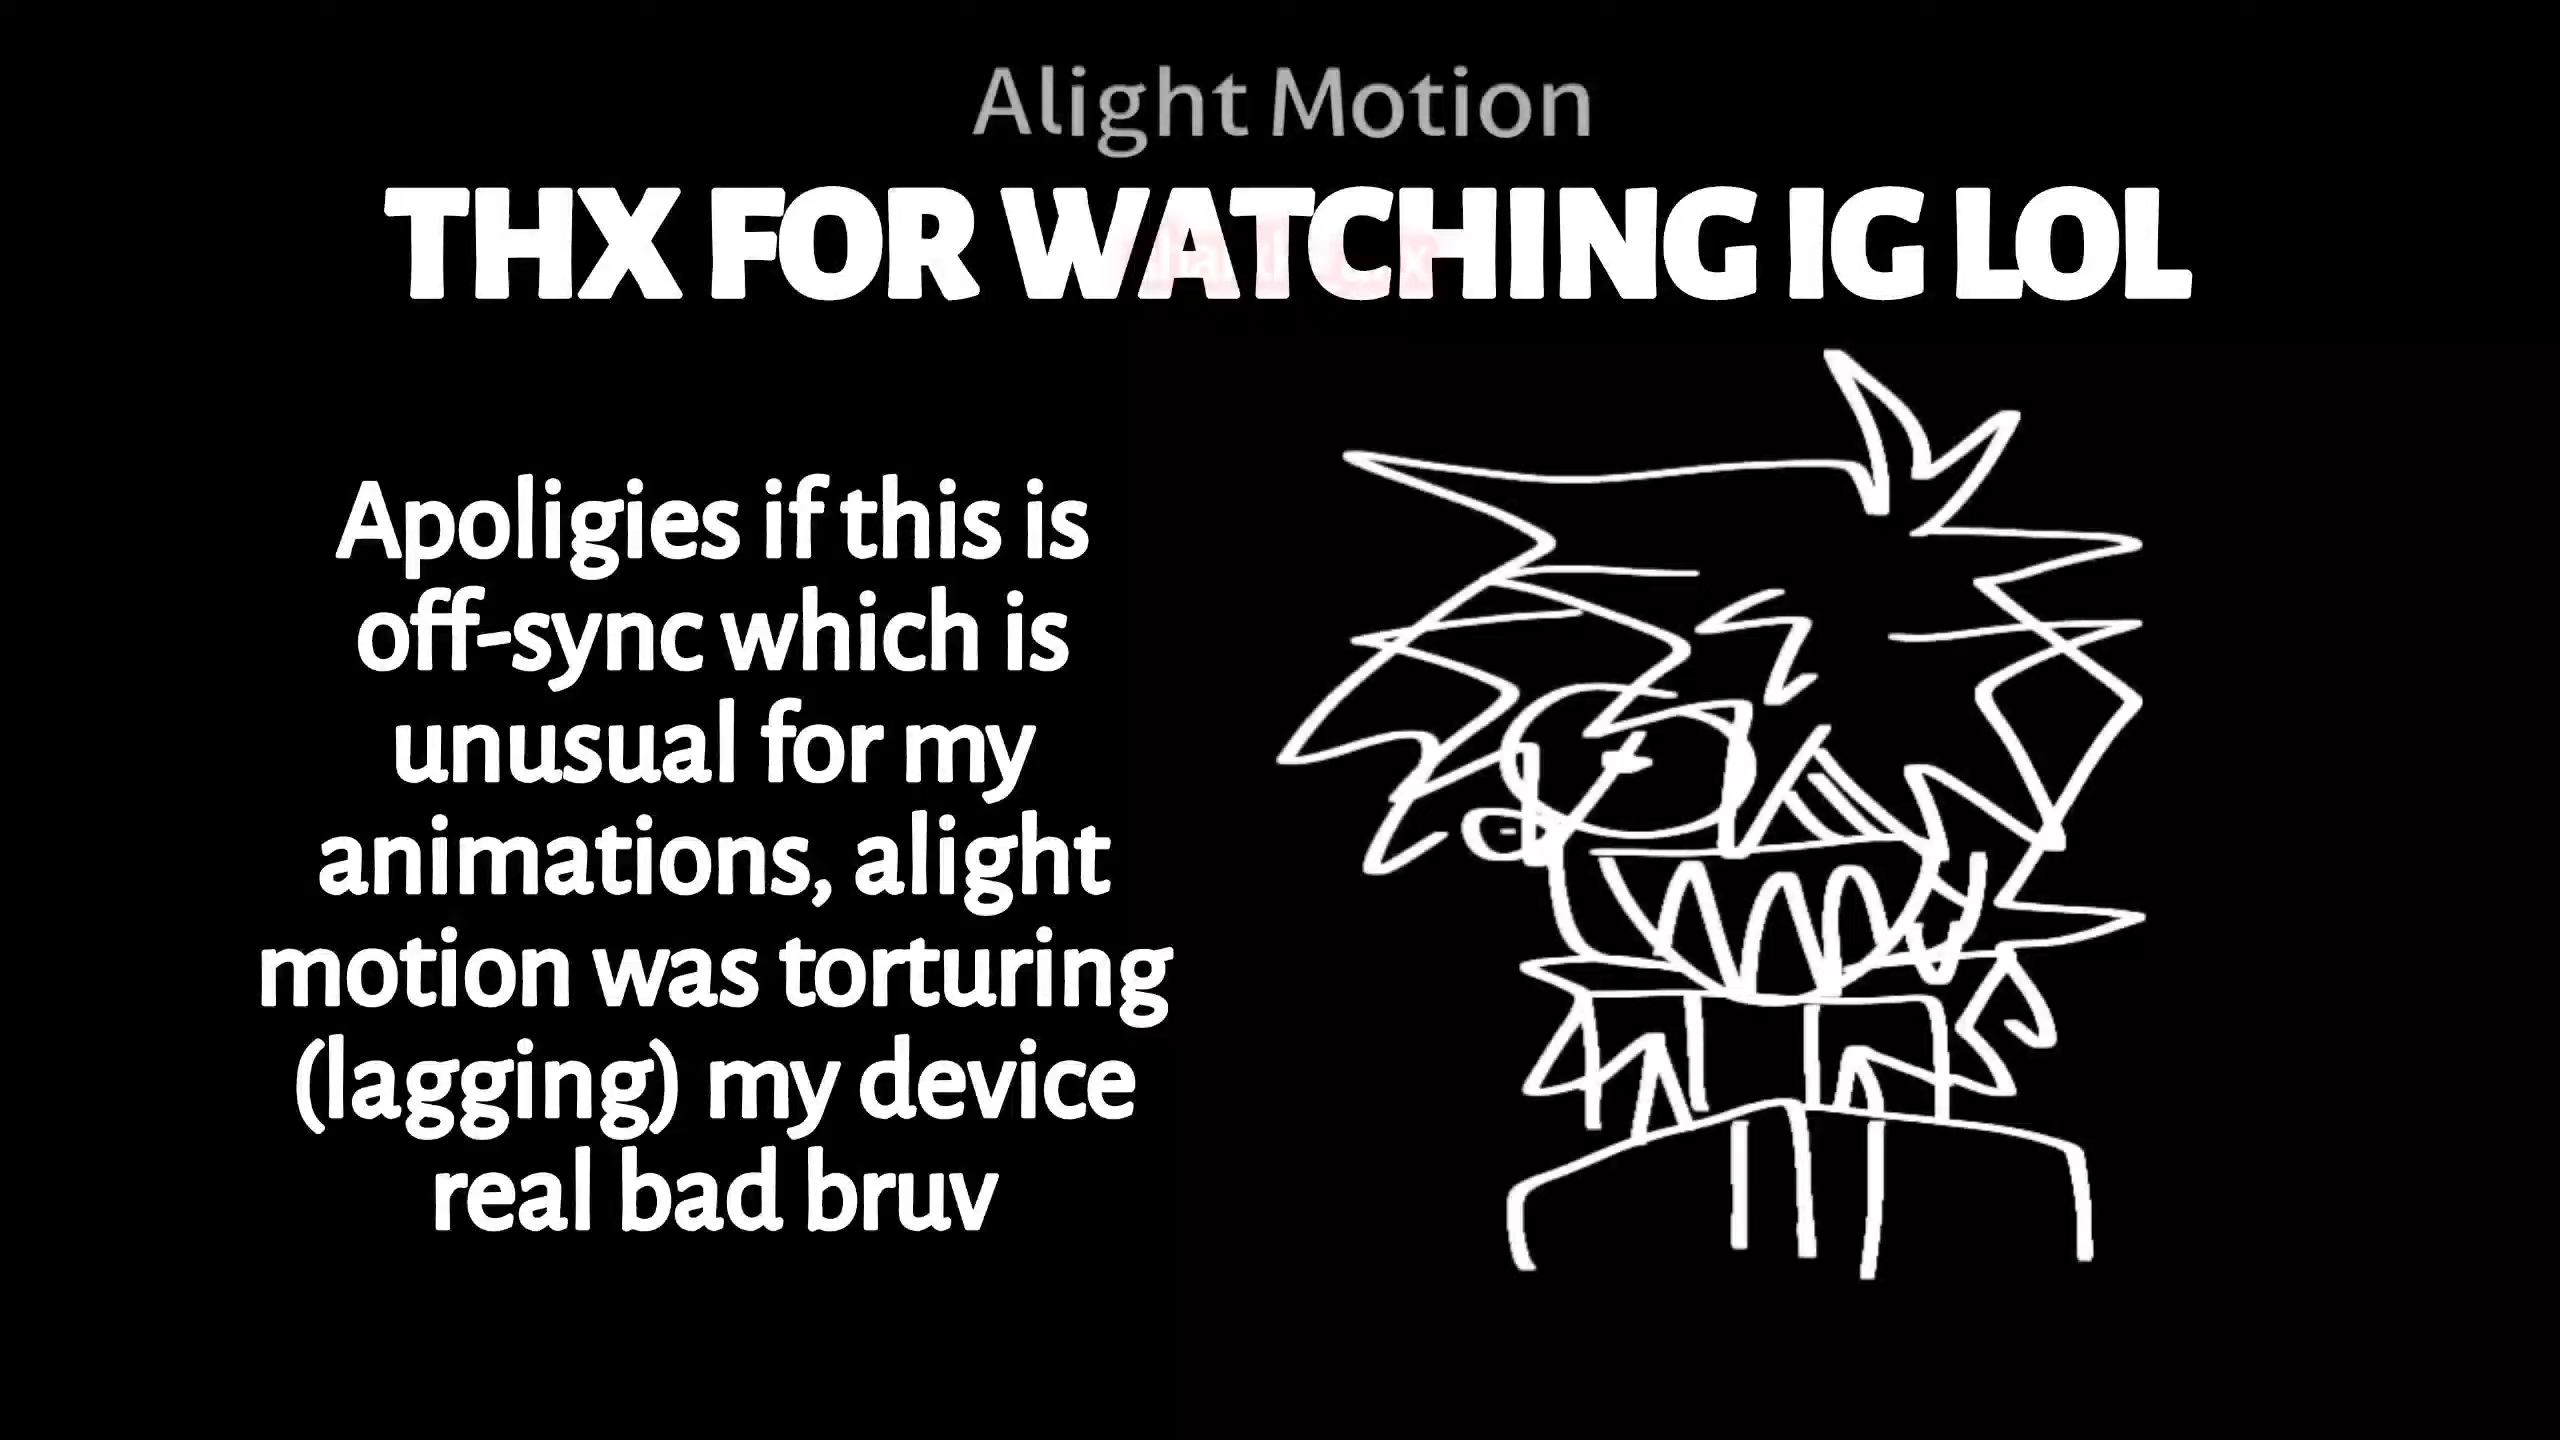 Alight Motion
THX FOR WATCHING IG LOL
Apoligies if this is
off-sync which is
unusual for my
animations, alight
motion was torturing
(lagging) my device
real bad bruv